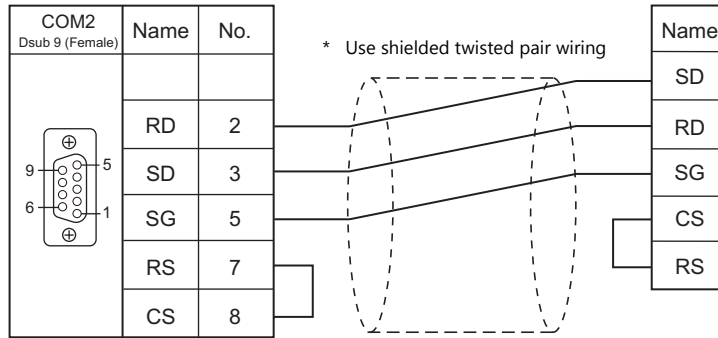 COM2
Dsub 9 (Female)
Name No.
* Use shielded twisted pair wiring
Name
SD
RD 2
RD
SD 3
SG
SG 5
CS
RS 7
RS
CS 8
9 5
6 1